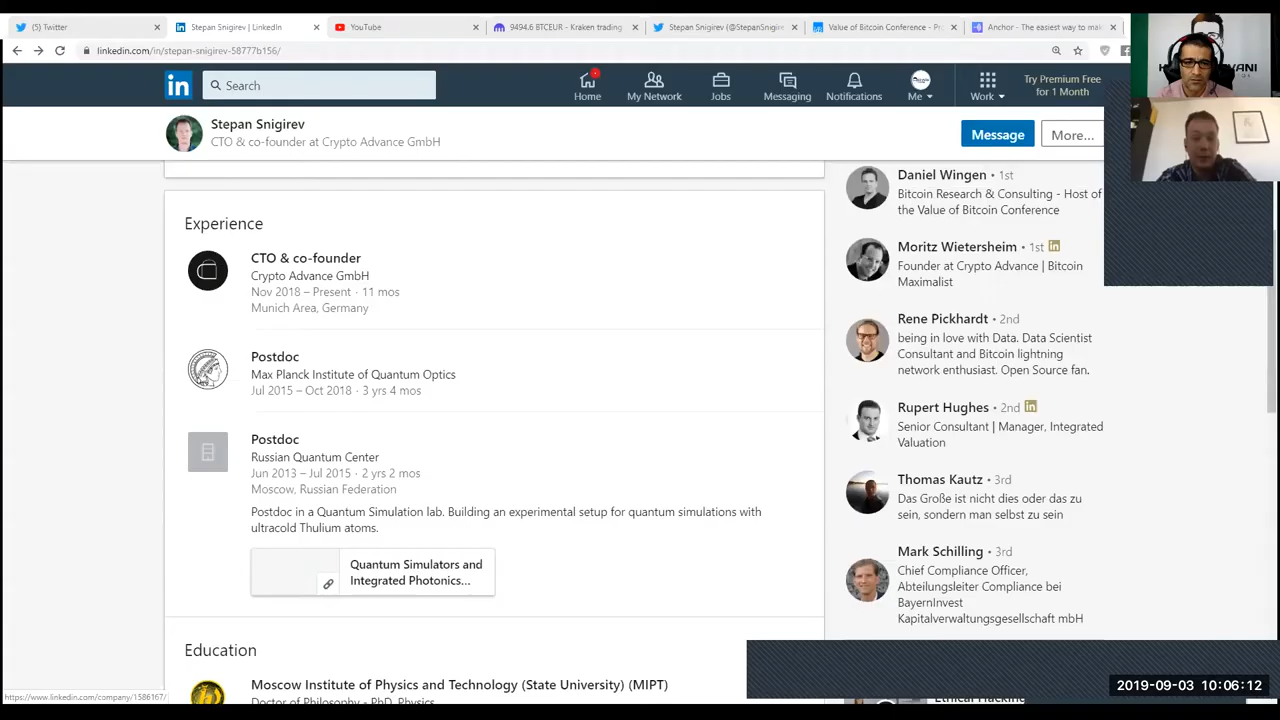 (5) Twitter
Stepan Snigirev | LinkedIn
YouTube
9494.6 BTCEUR - Kraken trading
Stepan Snigirev (@StepanSnigire
Value of Bitcoin Conference - Pro
Anchor - The easiest way to mak
linkedin.com/in/stepan-snigirev-58777b156/
Search
Home
My Network
Jobs
Messaging
Notifications
Me
Work
Try Premium Free
for 1 Month
Stepan Snigirev
CTO & co-founder at Crypto Advance GmbH
Message
More...
Experience
CTO & co-founder
Crypto Advance GmbH
Nov 2018 – Present · 11 mos
Munich Area, Germany
Postdoc
Max Planck Institute of Quantum Optics
Jul 2015 – Oct 2018 · 3 yrs 4 mos
Postdoc
Russian Quantum Center
Jun 2013 – Jul 2015 · 2 yrs 2 mos
Moscow, Russian Federation
Postdoc in a Quantum Simulation lab. Building an experimental setup for quantum simulations with
ultracold Thulium atoms.
Quantum Simulators and
Integrated Photonics...
Education
Moscow Institute of Physics and Technology (State University) (MIPT)
Doctor of Philosophy - PhD, Physics
Daniel Wingen • 1st
Bitcoin Research & Consulting - Host of
the Value of Bitcoin Conference
Moritz Wietersheim • 1st
Founder at Crypto Advance | Bitcoin
Maximalist
Rene Pickhardt • 2nd
being in love with Data. Data Scientist
Consultant and Bitcoin lightning
network enthusiast. Open Source fan.
Rupert Hughes • 2nd
Senior Consultant | Manager, Integrated
Valuation
Thomas Kautz • 3rd
Das Große ist nicht dies oder das zu
sein, sondern man selbst zu sein
Mark Schilling • 3rd
Chief Compliance Officer,
Abteilungsleiter Compliance bei
BayernInvest
Kapitalverwaltungsgesellschaft mbH
Ethical Hacking
https://www.linkedin.com/company/1586167/
2019-09-03 10:06:12